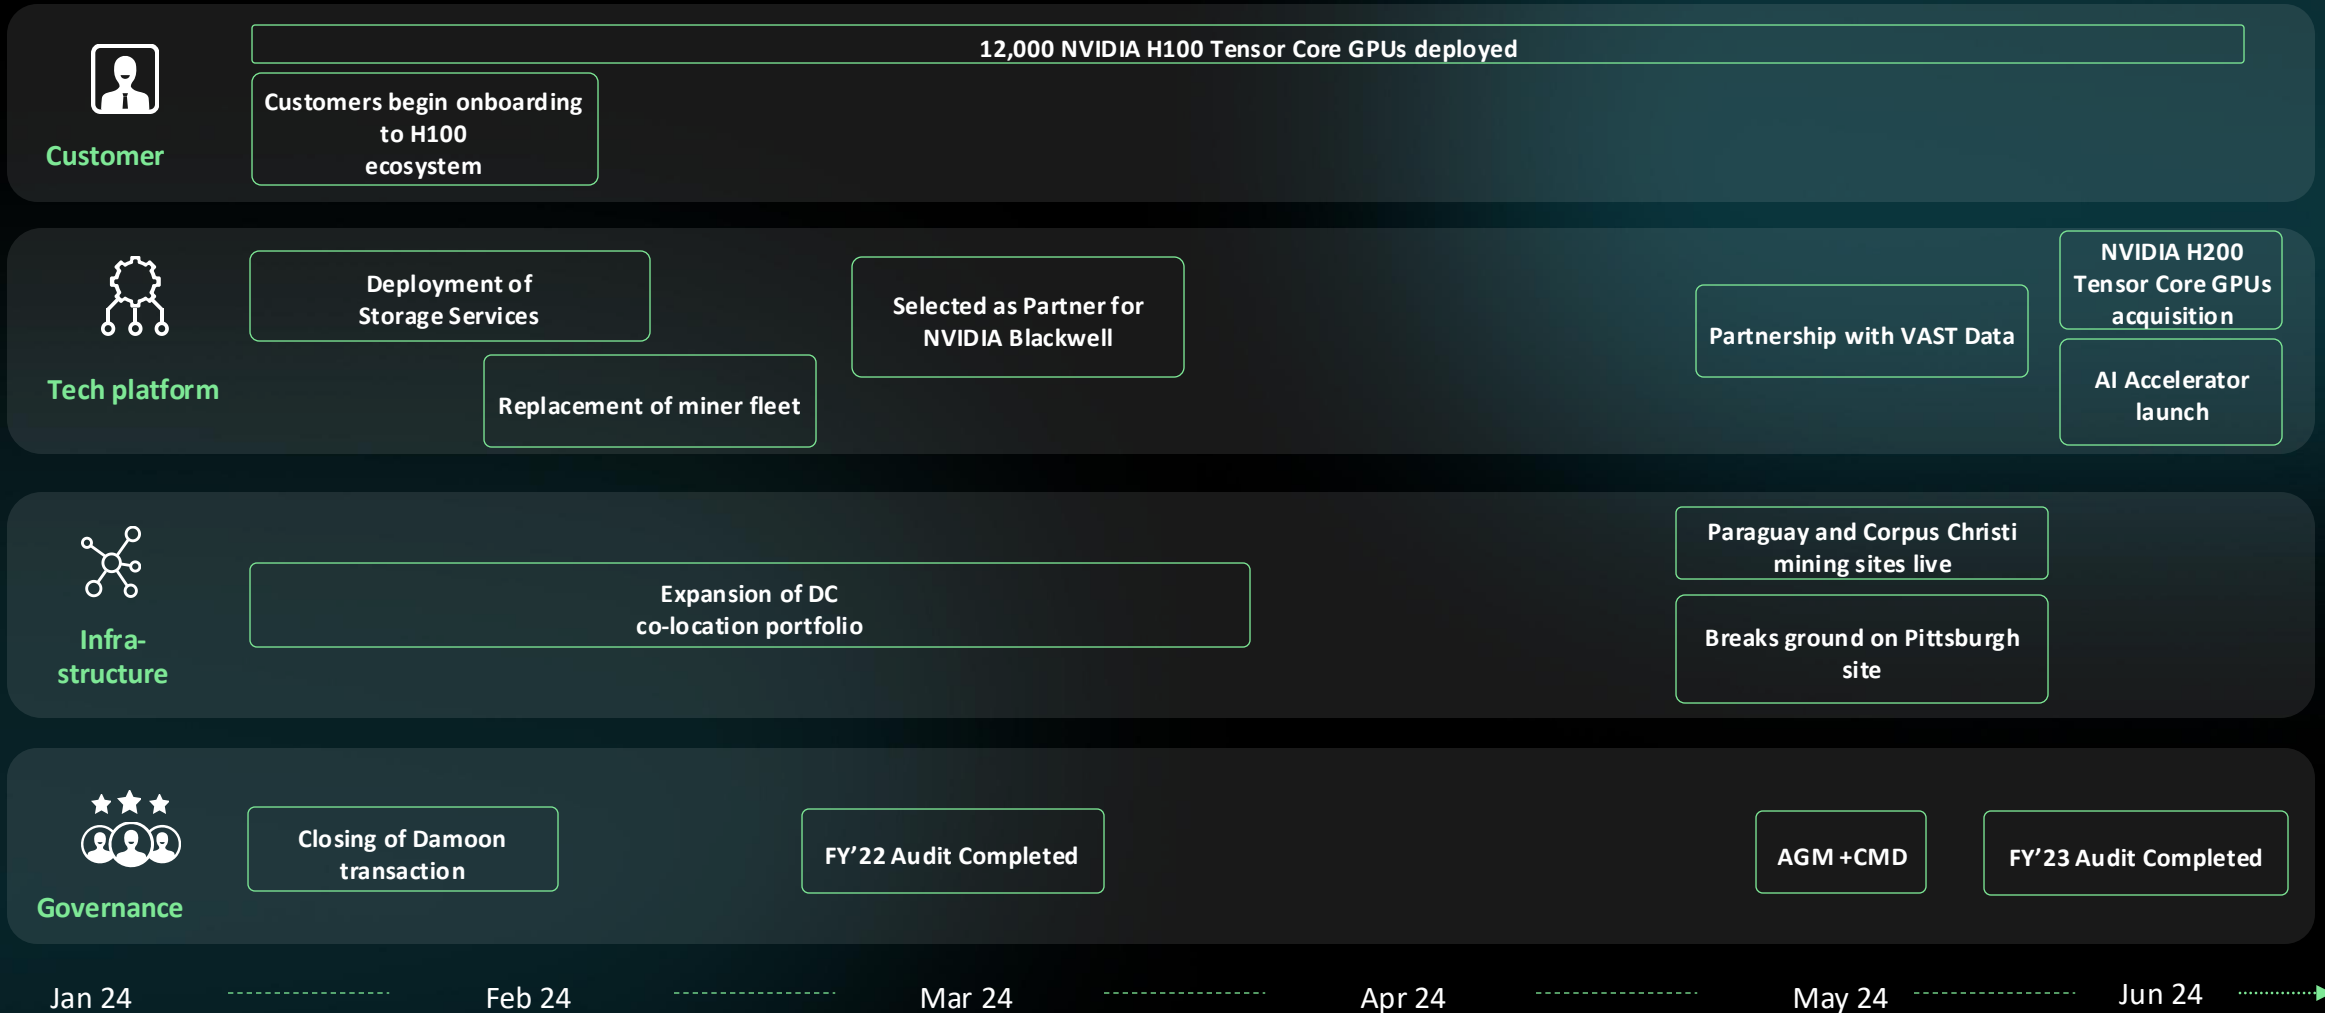 12,000 NVIDIA H100 Tensor Core GPUs deployed
Customers begin onboarding
to H100
ecosystem
Customer
Deployment of
Storage Services
Replacement of miner fleet
Selected as Partner for
NVIDIA Blackwell
Partnership with VAST Data
NVIDIA H200
Tensor Core GPUs
acquisition
AI Accelerator
launch
Tech platform
Expansion of DC
co-location portfolio
Paraguay and Corpus Christi
mining sites live
Breaks ground on Pittsburgh
site
Infra-
structure
Closing of Damoon
transaction
FY’22 Audit Completed
AGM +CMD
FY’23 Audit Completed
Governance
Jan 24
Feb 24
Mar 24
Apr 24
May 24
Jun 24